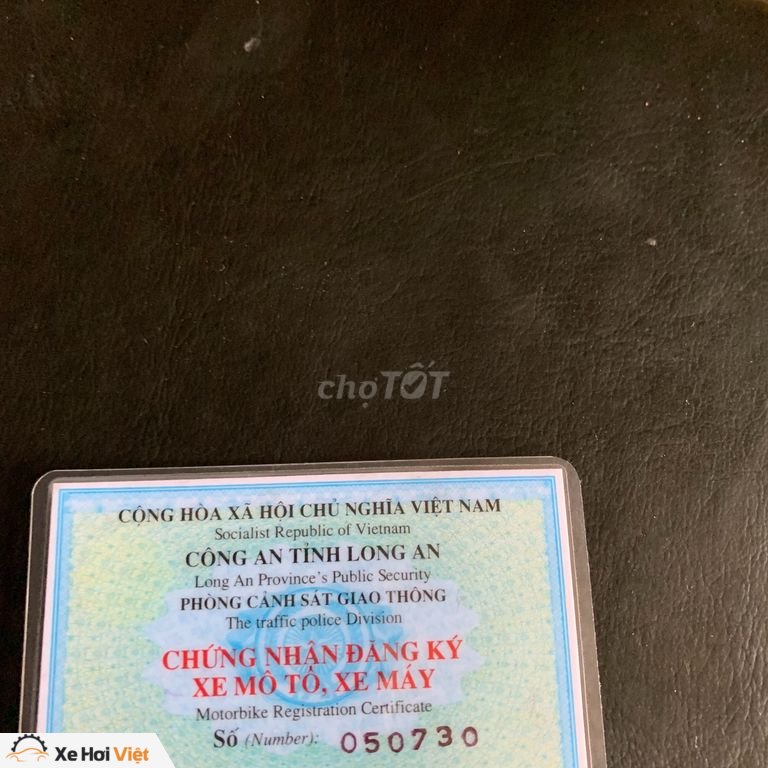 chợTỐT
CỘNG HÒA XÃ HỘI CHỦ NGHĨA VIỆT NAM
Socialist Republic of Vietnam
CÔNG AN TỈNH LONG AN
Long An Province's Public Security
PHÒNG CẢNH SÁT GIAO THÔNG
The traffic police Division
CHỨNG NHẬN ĐĂNG KÝ
XE MÔ TÔ, XE MÁY
Motorbike Registration Certificate
Số (Number): 050730
Xe Hơi Việt